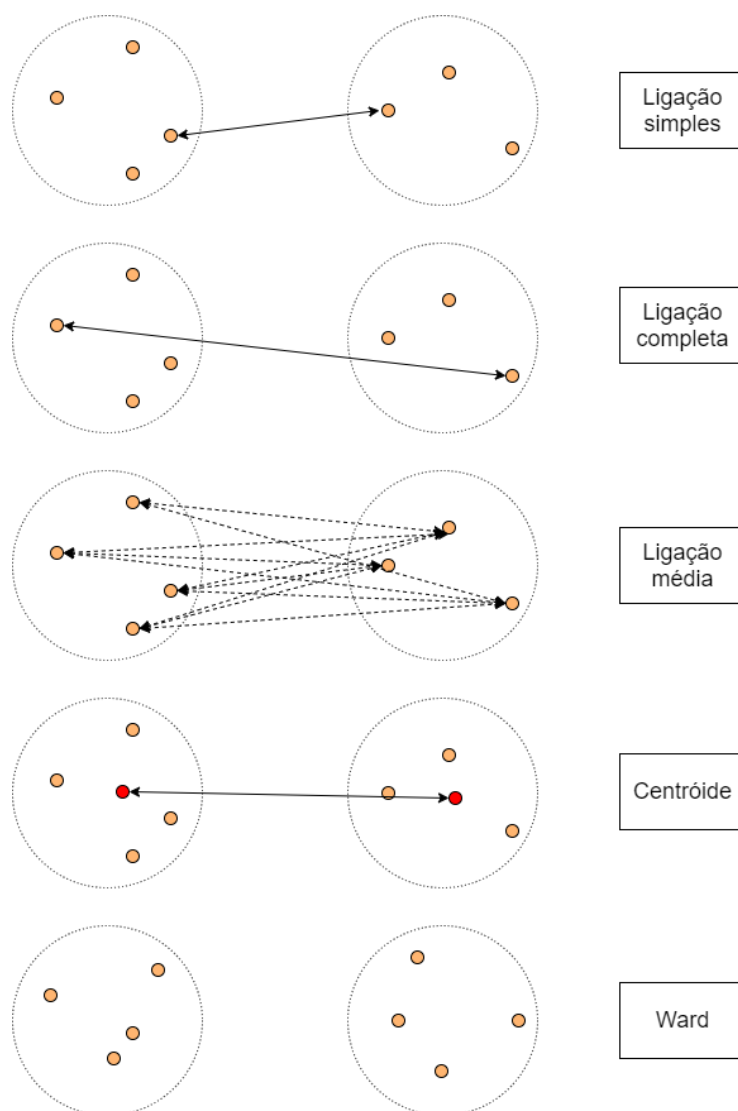 Ligação
simples
Ligação
completa
Ligação
média
Centróide
Ward